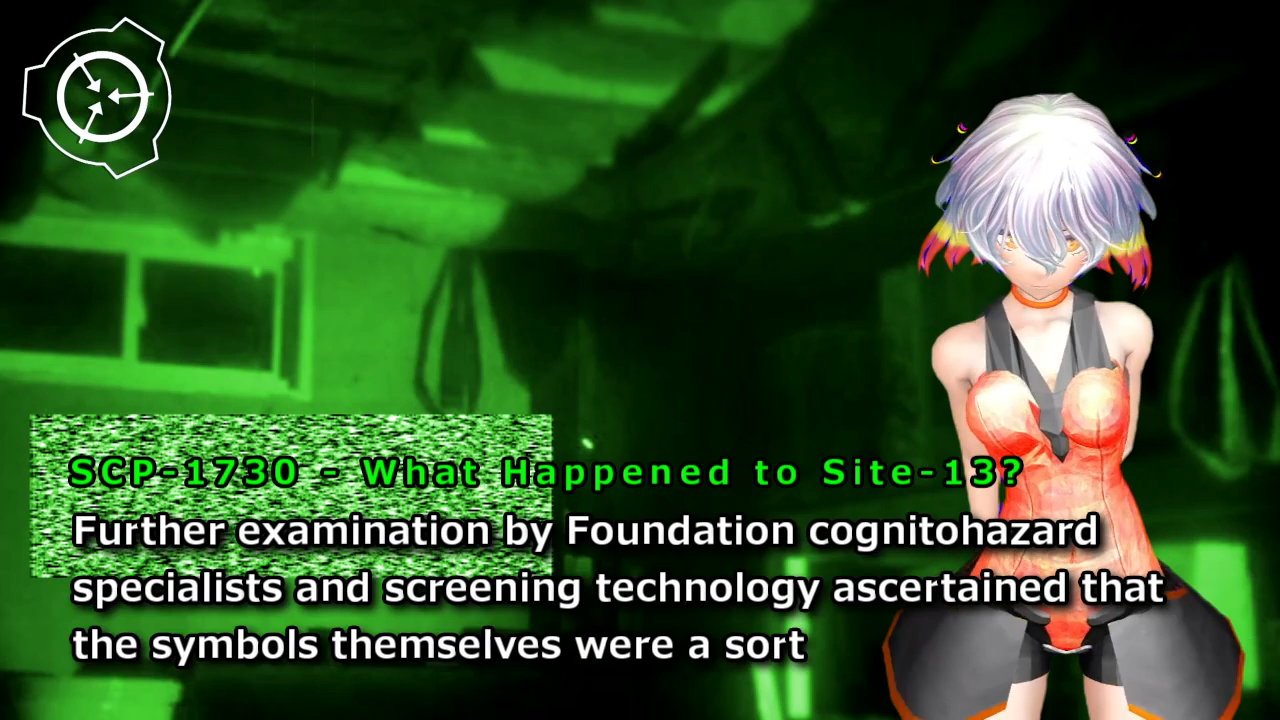 SCP-1730 - What Happened to Site-13?
Further examination by Foundation cognitohazard
specialists and screening technology ascertained that
the symbols themselves were a sort